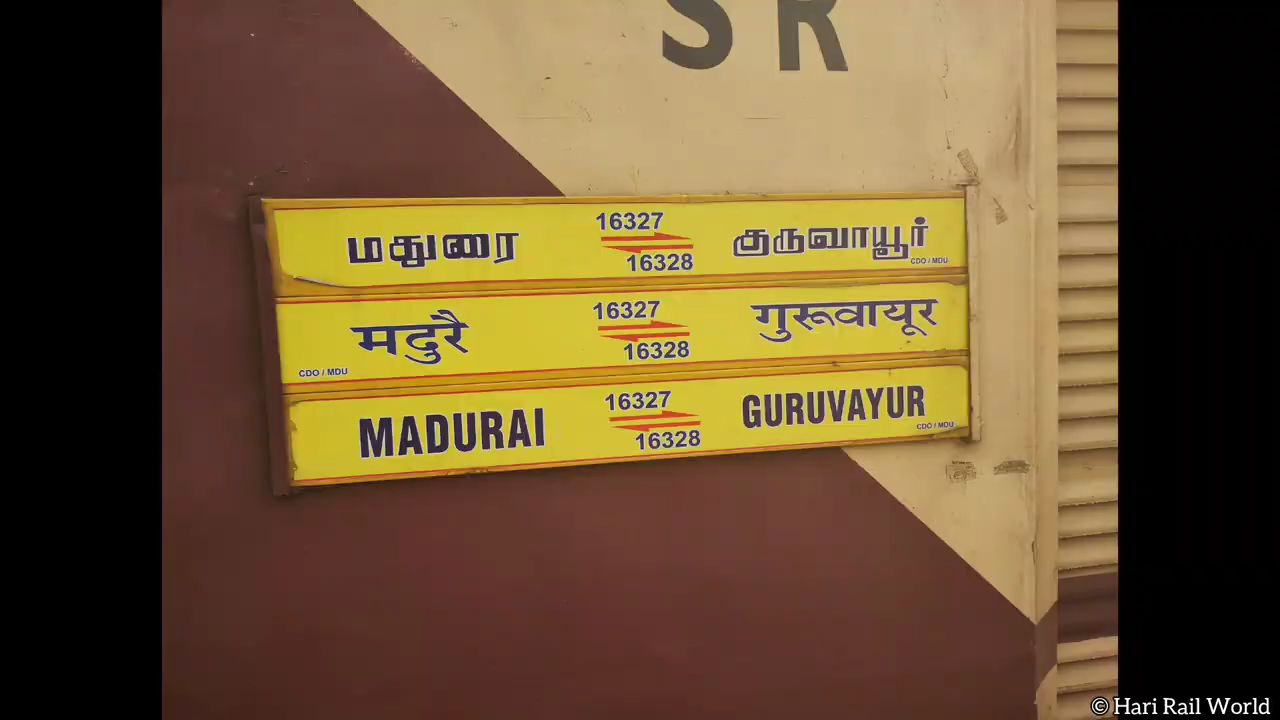 SR
மதுரை 16327 குருவாயூர்
16328
CDO / MDU
मदुरै 16327 गुरूवायूर
16328
CDO / MDU
MADURAI 16327 GURUVAYUR
16328
CDO / MDU
© Hari Rail World